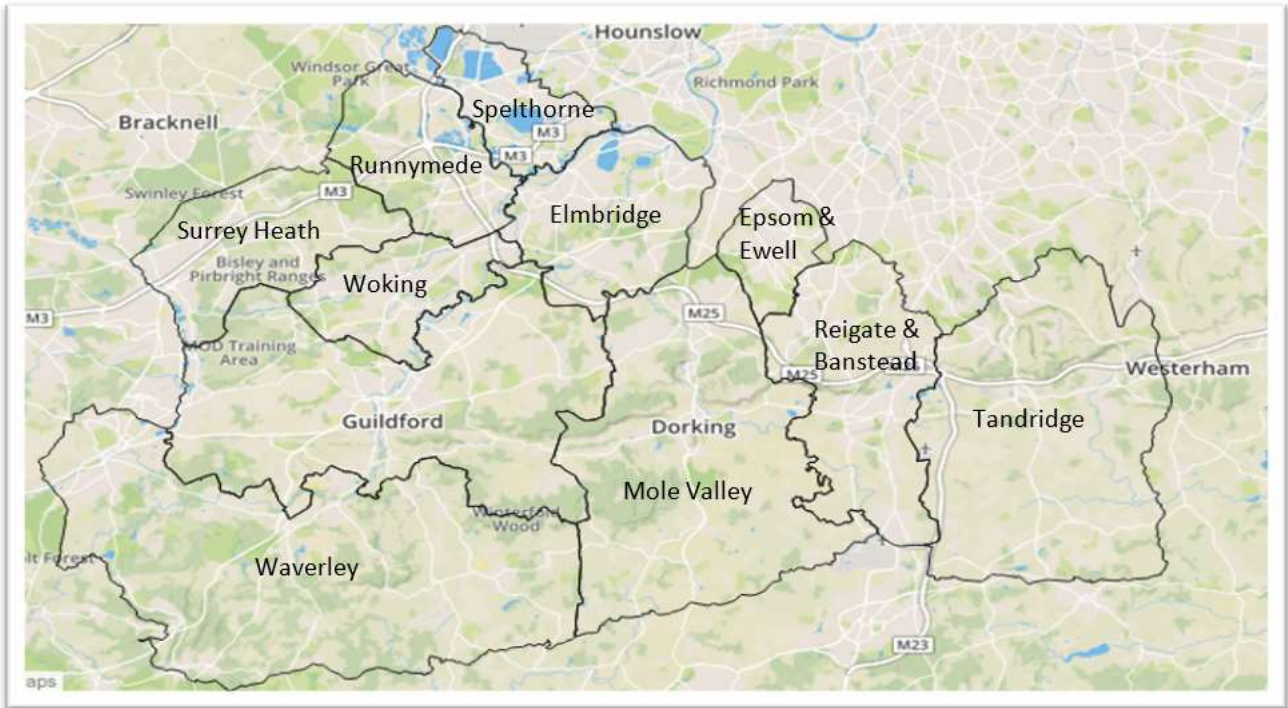 Hounslow
Windsor Great
Park
Richmond Park
Spelthorne
Bracknell
M3
M3
Runnymede
Swinley Forest
M3
Elmbridge
Epsom &
Ewell
Surrey Heath
Bisley and
Pirbright Ranges
Woking
M3
M25
Reigate &
Banstead
MOD Training
Area
M25
Westerham
Guildford
Dorking
Tandridge
Mole Valley
Wood
Waverley
M23
aps